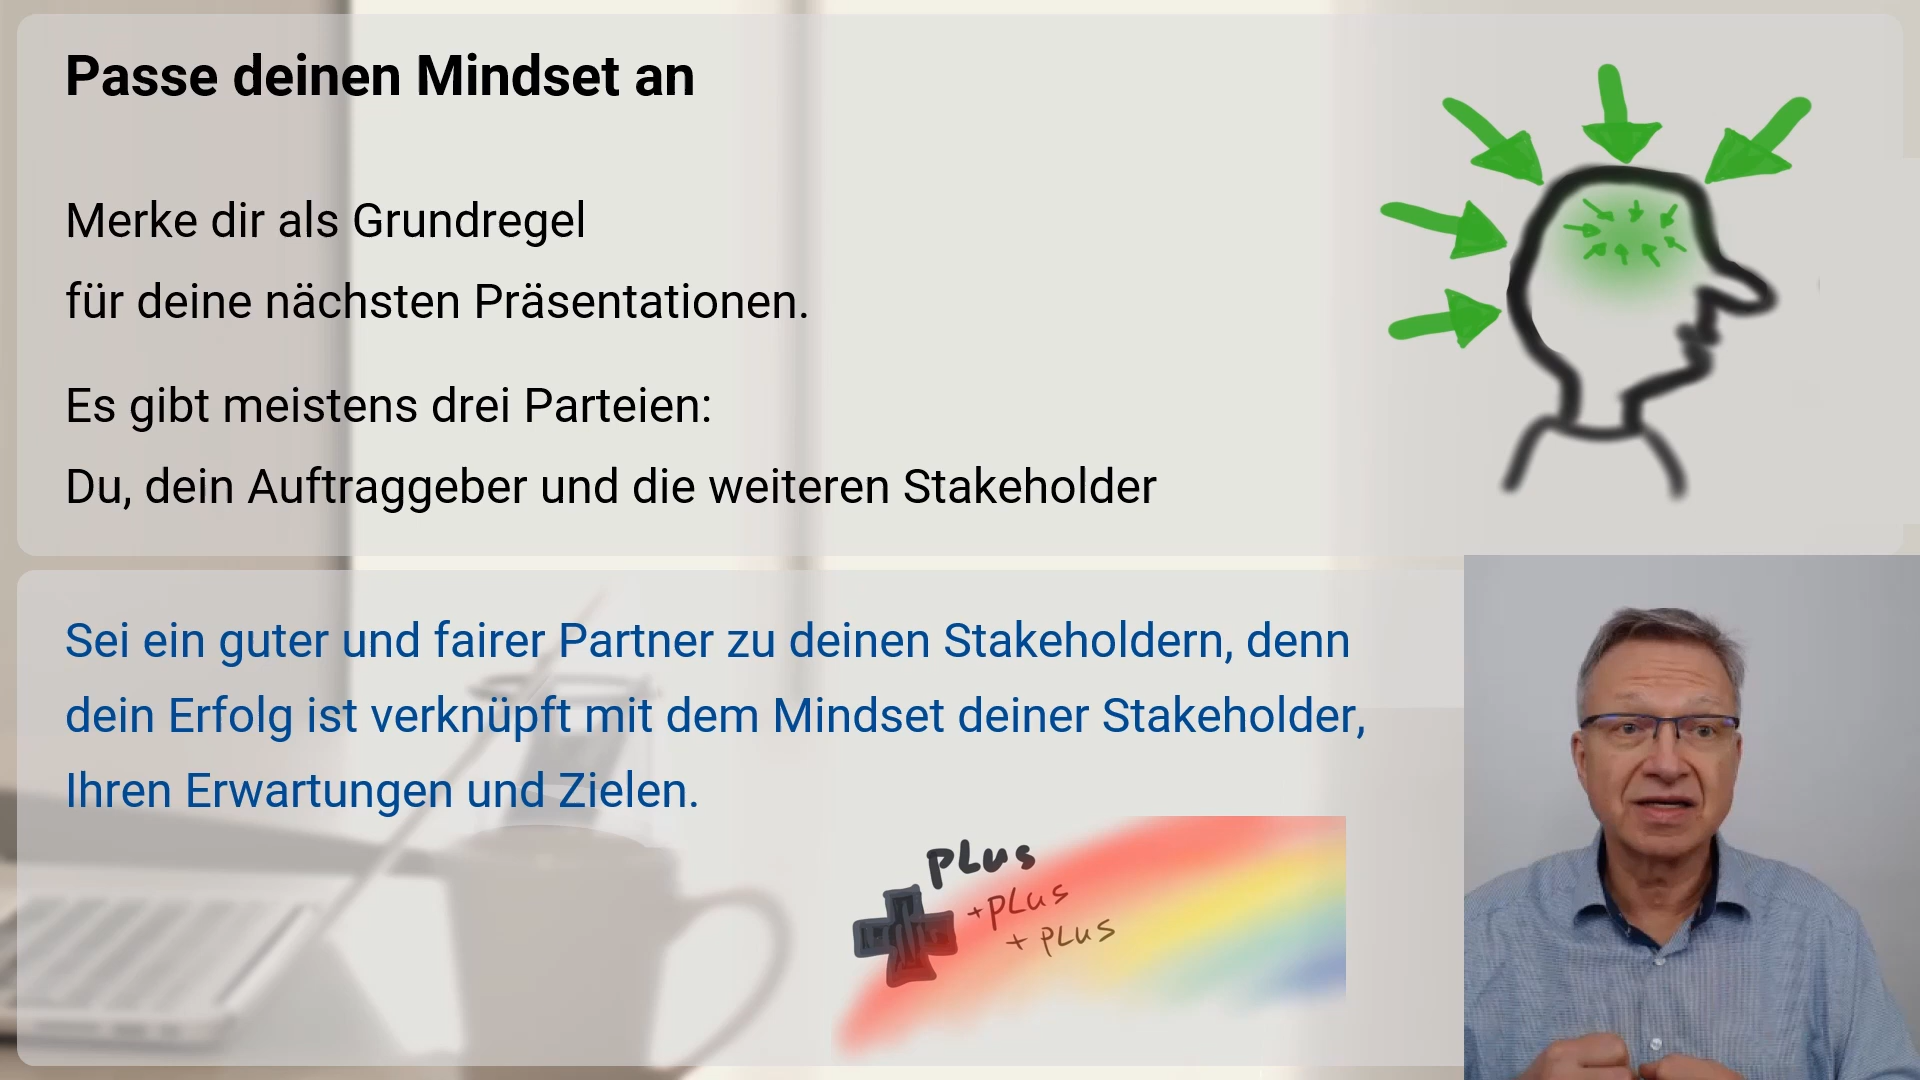 Passe deinen Mindset an
Merke dir als Grundregel
für deine nächsten Präsentationen.
Es gibt meistens drei Parteien:
Du, dein Auftraggeber und die weiteren Stakeholder
Sei ein guter und fairer Partner zu deinen Stakeholdern, denn
dein Erfolg ist verknüpft mit dem Mindset deiner Stakeholder,
Ihren Erwartungen und Zielen.
PLus
+PLus
+ PLus